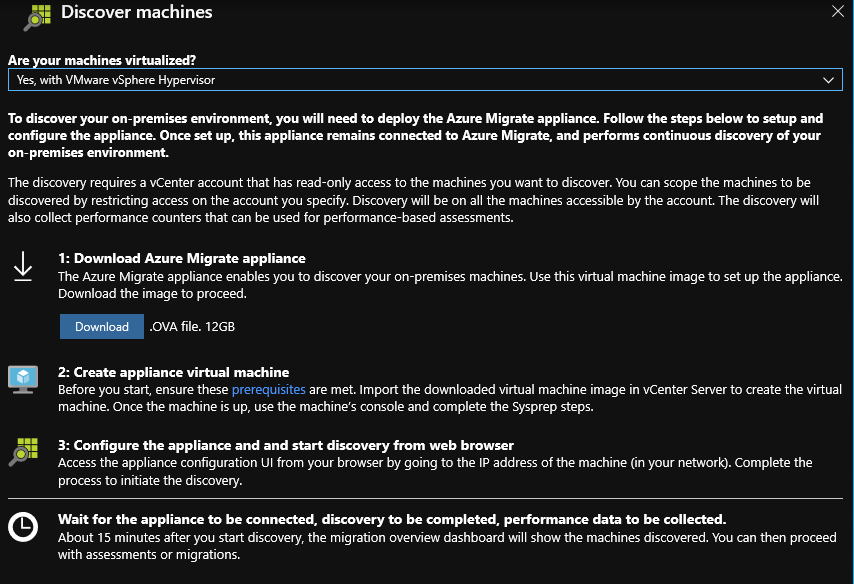 Discover machines
Are your machines virtualized?
Yes, with VMware vSphere Hypervisor
To discover your on-premises environment, you will need to deploy the Azure Migrate appliance. Follow the steps below to setup and
configure the appliance. Once set up, this appliance remains connected to Azure Migrate, and performs continuous discovery of your
on-premises environment.
The discovery requires a vCenter account that has read-only access to the machines you want to discover. You can scope the machines to be
discovered by restricting access on the account you specify. Discovery will be on all the machines accessible by the account. The discovery will
also collect performance counters that can be used for performance-based assessments.
1: Download Azure Migrate appliance
The Azure Migrate appliance enables you to discover your on-premises machines. Use this virtual machine image to set up the appliance.
Download the image to proceed.
Download .OVA file. 12GB
2: Create appliance virtual machine
Before you start, ensure these prerequisites are met. Import the downloaded virtual machine image in vCenter Server to create the virtual
machine. Once the machine is up, use the machine's console and complete the Sysprep steps.
3: Configure the appliance and and start discovery from web browser
Access the appliance configuration UI from your browser by going to the IP address of the machine (in your network). Complete the
process to initiate the discovery.
Wait for the appliance to be connected, discovery to be completed, performance data to be collected.
About 15 minutes after you start discovery, the migration overview dashboard will show the machines discovered. You can then proceed
with assessments or migrations.